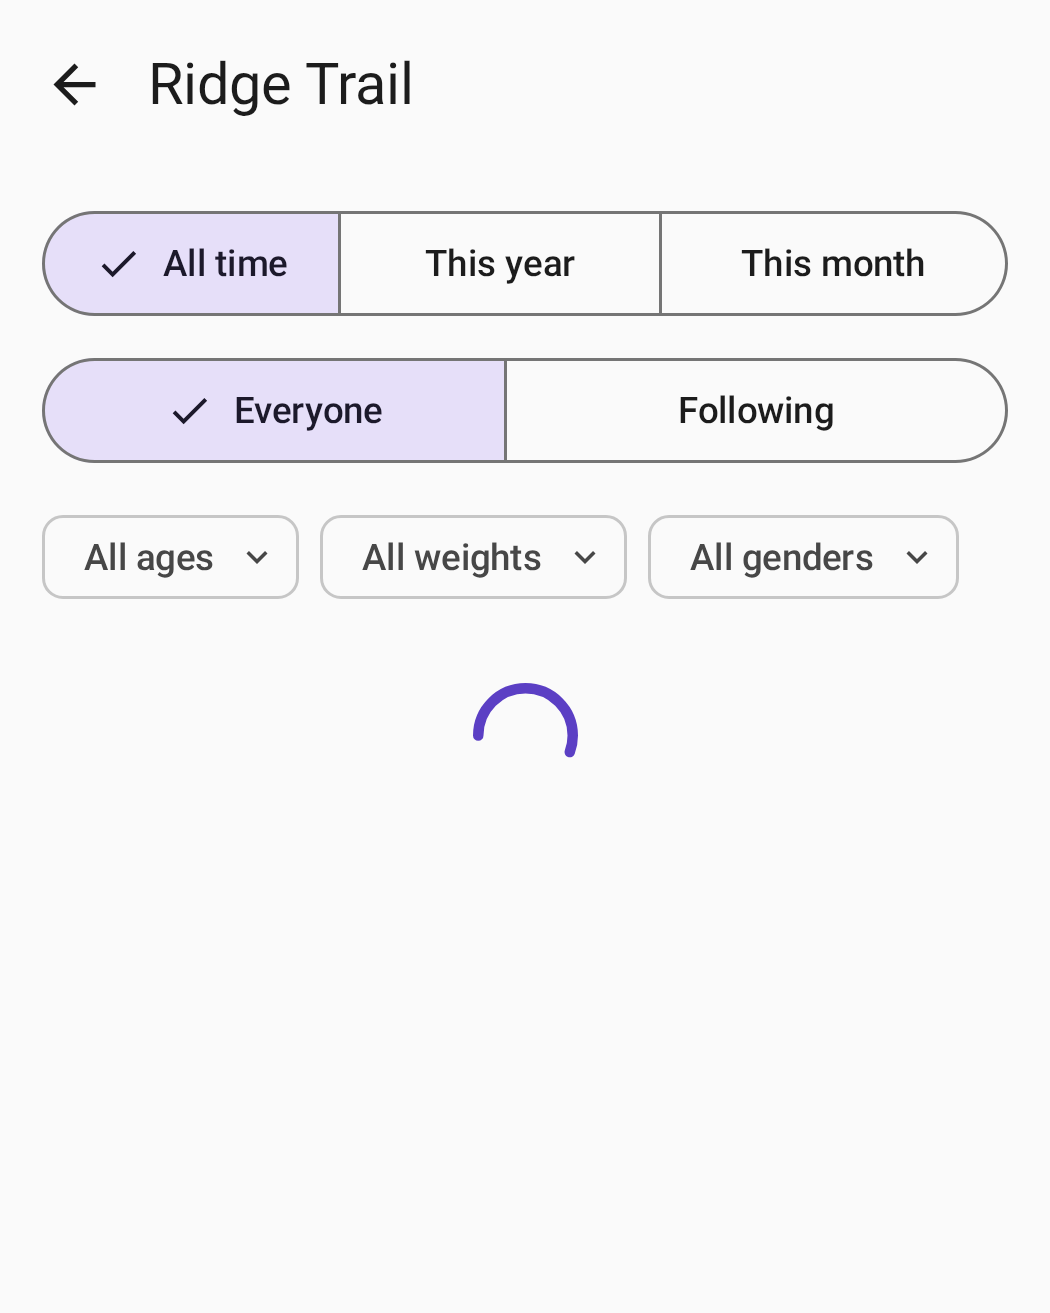 Ridge Trail
All time This year This month
Everyone Following
All ages All weights All genders